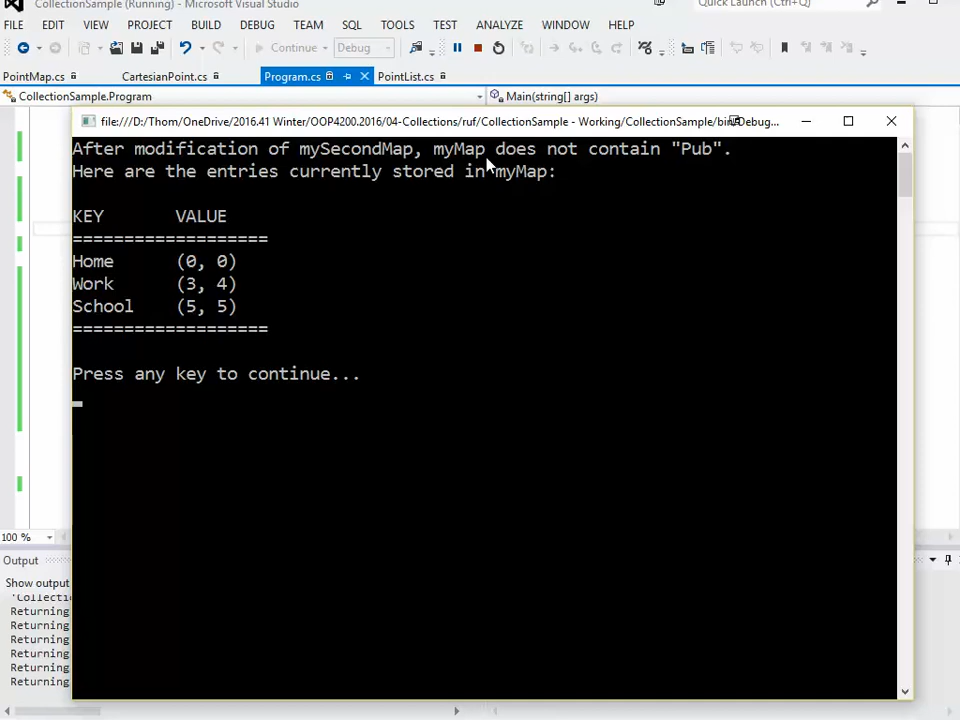 CollectionSample (Running) - Microsoft Visual Studio
Quick Launch (Ctrl+Q)
FILE EDIT VIEW PROJECT BUILD DEBUG TEAM SQL TOOLS TEST ANALYZE WINDOW HELP
Continue Debug
PointMap.cs CartesianPoint.cs Program.cs PointList.cs
CollectionSample.Program Main(string[] args)
file:///D:/Thom/OneDrive/2016.41 Winter/OOP4200.2016/04-Collections/ruf/CollectionSample - Working/CollectionSample/bin/Debug...
After modification of mySecondMap, myMap does not contain "Pub".
Here are the entries currently stored in myMap:
KEY VALUE
==================
Home (0, 0)
Work (3, 4)
School (5, 5)
==================
Press any key to continue...
100 %
Output
Show output
'Collecti
Returning
Returning
Returning
Returning
Returning
Returning